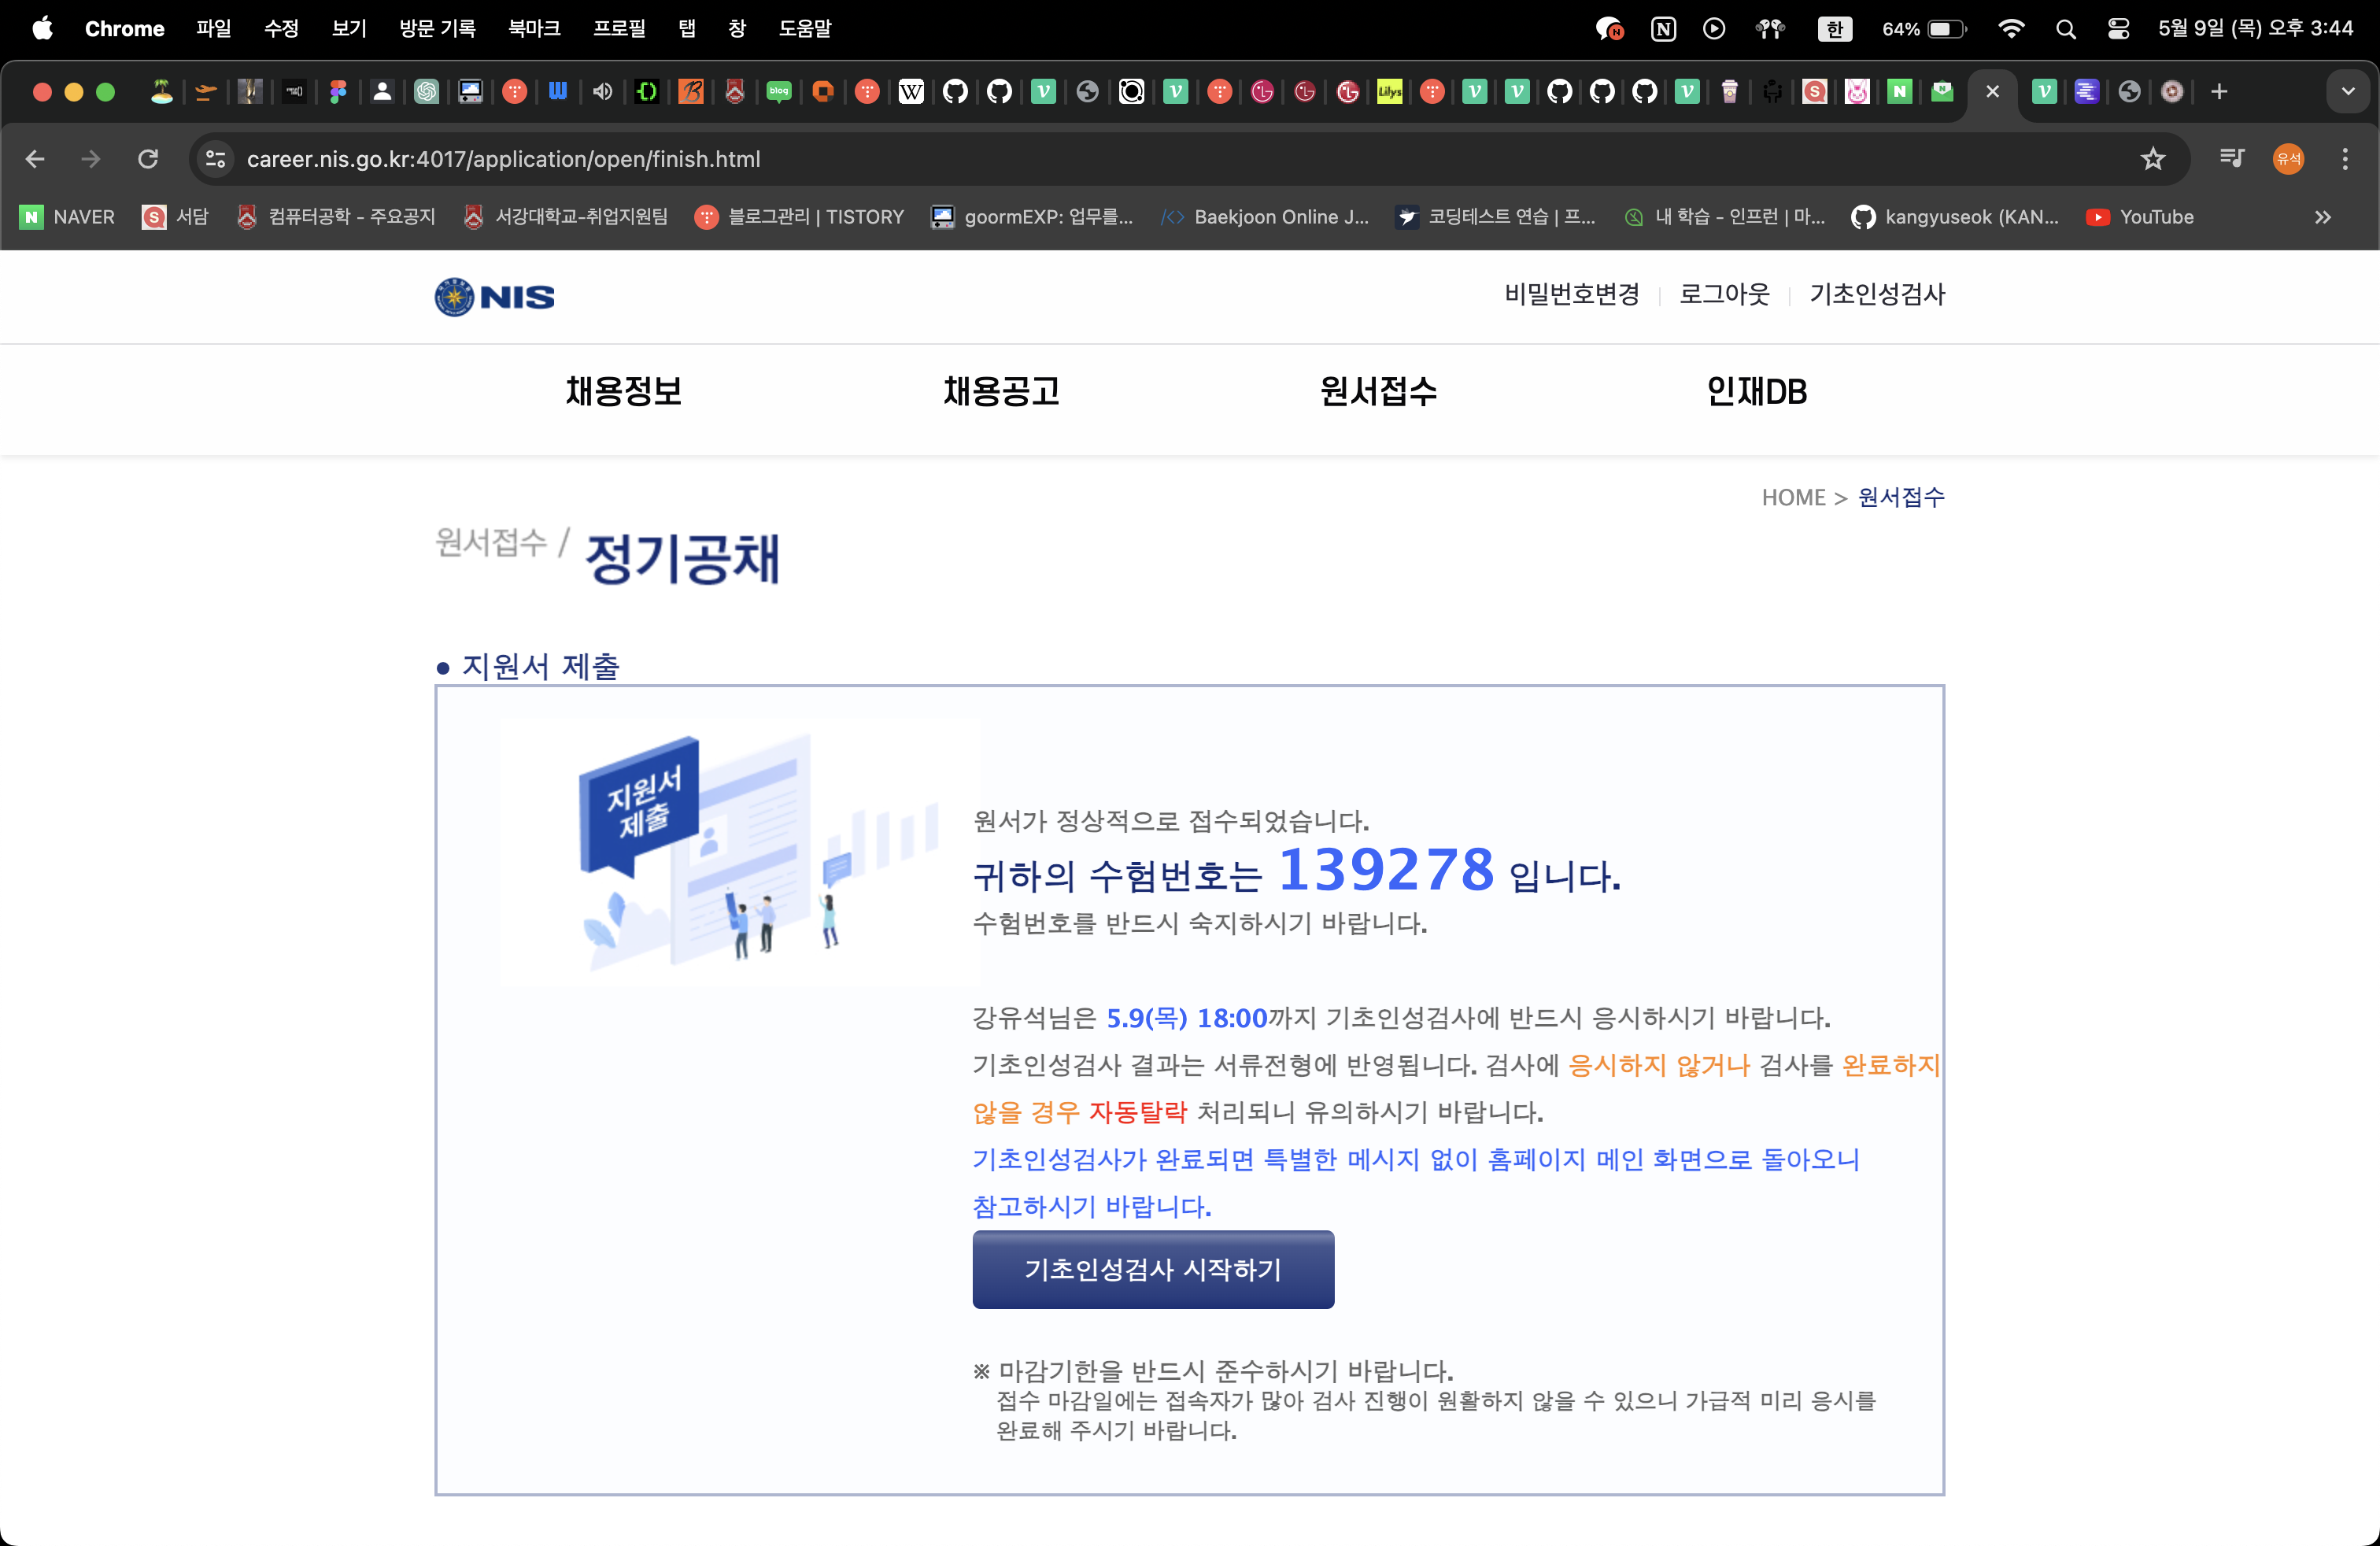 Chrome 파일 수정 보기 방문 기록 북마크 프로필 탭 창 도움말 한 64% 5월 9일 (목) 오후 3:44
career.nis.go.kr:4017/application/open/finish.html 유석
NAVER 서담 컴퓨터공학 - 주요공지 서강대학교-취업지원팀 블로그관리 | TISTORY goormEXP: 업무를... Baekjoon Online J... 코딩테스트 연습 | 프... 내 학습 - 인프런 | 마... kangyuseok (KAN... YouTube
NIS
비밀번호변경 로그아웃 기초인성검사
채용정보 채용공고 원서접수 인재DB
HOME > 원서접수
원서접수 / 정기공채
● 지원서 제출
지원서
제출
원서가 정상적으로 접수되었습니다.
귀하의 수험번호는 139278 입니다.
수험번호를 반드시 숙지하시기 바랍니다.
강유석님은 5.9(목) 18:00까지 기초인성검사에 반드시 응시하시기 바랍니다.
기초인성검사 결과는 서류전형에 반영됩니다. 검사에 응시하지 않거나 검사를 완료하지
않을 경우 자동탈락 처리되니 유의하시기 바랍니다.
기초인성검사가 완료되면 특별한 메시지 없이 홈페이지 메인 화면으로 돌아오니
참고하시기 바랍니다.
기초인성검사 시작하기
※ 마감기한을 반드시 준수하시기 바랍니다.
접수 마감일에는 접속자가 많아 검사 진행이 원활하지 않을 수 있으니 가급적 미리 응시를
완료해 주시기 바랍니다.